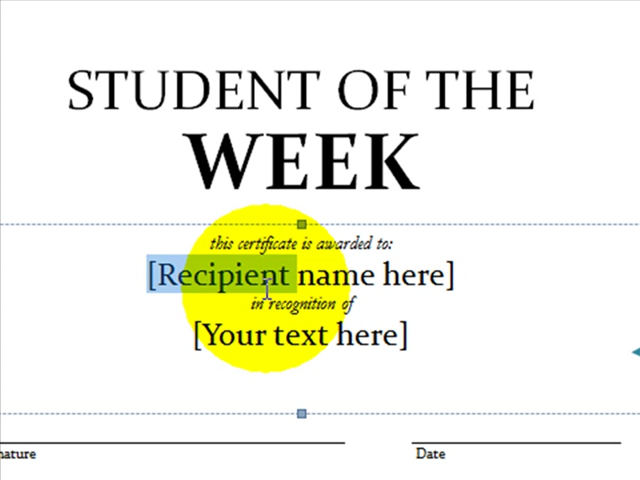 STUDENT OF THE
WEEK
this certificate is awarded to:
[Recipient name here]
in recognition of
[Your text here]
nature
Date